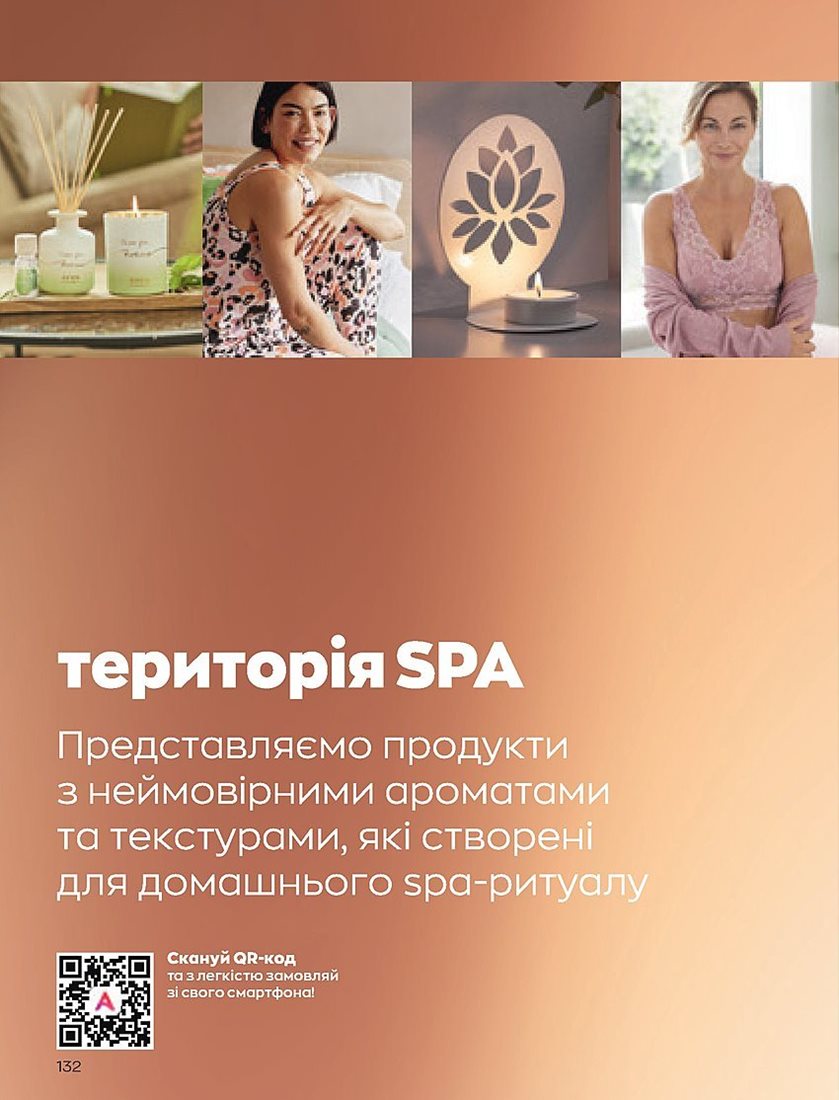 територія SPA
Представляємо продукти
з неймовірними ароматами
та текстурами, які створені
для домашнього spa-ритуалу
Скануй QR-код
та з легкістю замовляй
зі свого смартфона!
132